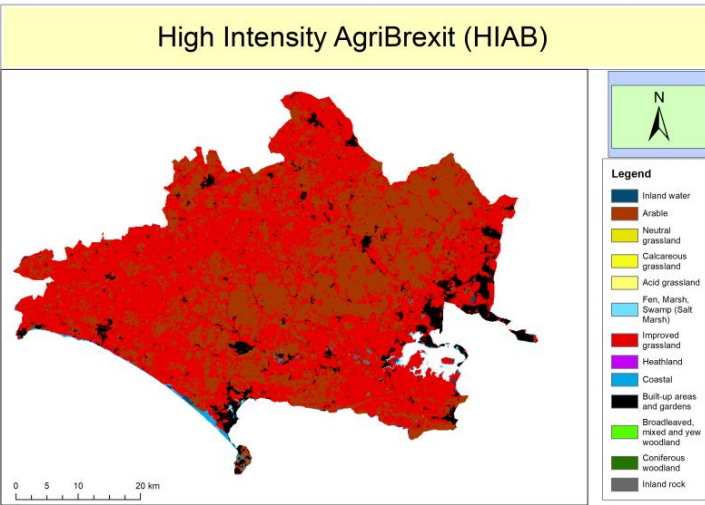 High Intensity AgriBrexit (HIAB)
N
Legend
Inland water
Arable
Neutral
grassland
Calcareous
grassland
Acid grassland
Fen, Marsh,
Swamp (Salt
Marsh)
Improved
grassland
Heathland
Coastal
Built-up areas
and gardens
Broadleaved,
mixed and yew
woodland
Coniferous
woodland
Inland rock
0 5 10 20 km